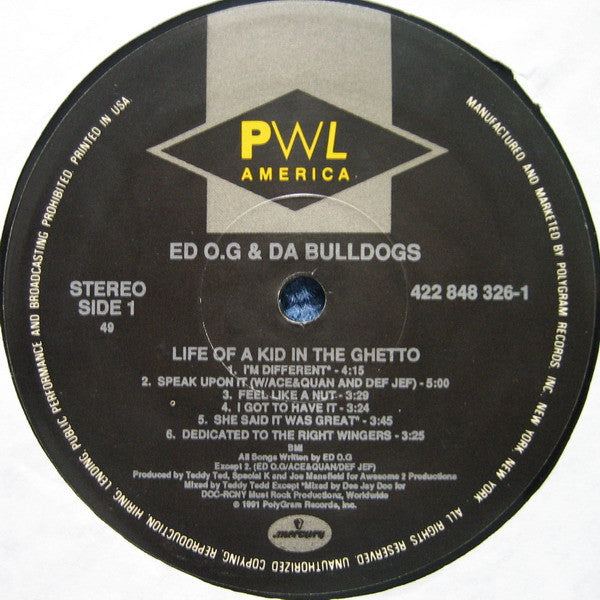 PWL
AMERICA
ED O.G & DA BULLDOGS
STEREO
SIDE 1
49
422 848 326-1
LIFE OF A KID IN THE GHETTO
1. I'M DIFFERENT* - 4:15
2. SPEAK UPON IT (W/ACE&QUAN AND DEF JEF) - 5:00
3. FEEL LIKE A NUT - 3:29
4. I GOT TO HAVE IT - 3:24
5. SHE SAID IT WAS GREAT* - 3:45
6. DEDICATED TO THE RIGHT WINGERS - 3:25
BMI
All Songs Written by ED O.G
Except 2. (ED O.G/ACE&QUAN/DEF JEF)
Produced by Teddy Ted, Special K and Joe Mansfield for Awesome 2 Productions
Mixed by Teddy Tedd Except *Mixed by Dee Jay Doc for
DOC-RCNY Must Rock Productionz, Worldwide
© 1991 PolyGram Records, Inc.
mercury
MANUFACTURED AND MARKETED BY POLYGRAM RECORDS INC. NEW YORK, NEW YORK. ALL RIGHTS RESERVED. UNAUTHORIZED COPYING, REPRODUCTION HIRING, LENDING PUBLIC PERFORMANCE AND BROADCASTING PROHIBITED. PRINTED IN USA